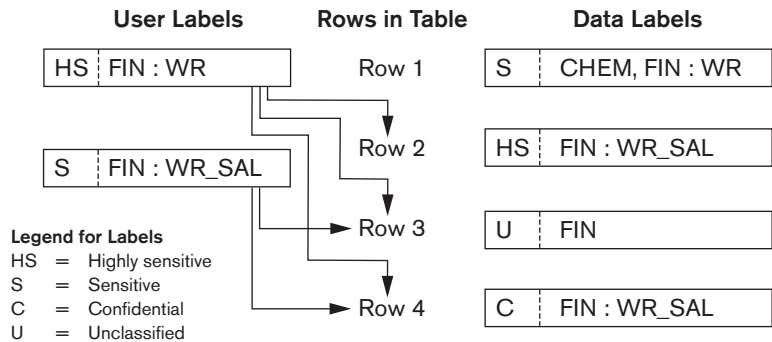 User Labels Rows in Table Data Labels
HS FIN : WR Row 1 S CHEM, FIN : WR
Row 2 HS FIN : WR_SAL
S FIN : WR_SAL
Row 3 U FIN
Legend for Labels
HS = Highly sensitive
S = Sensitive
C = Confidential
U = Unclassified
Row 4 C FIN : WR_SAL